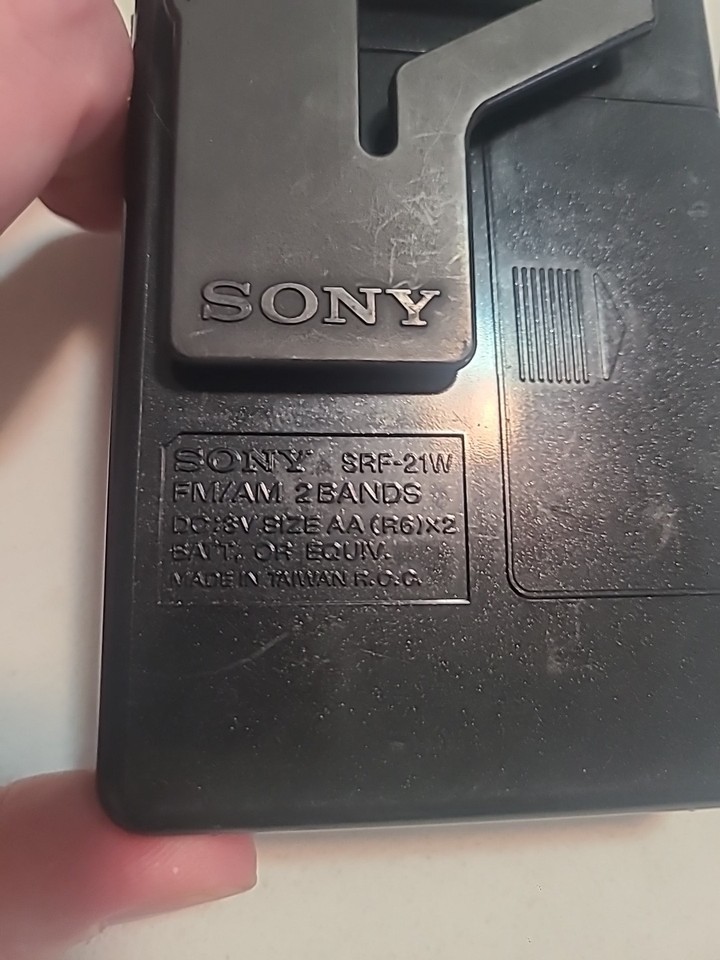 SONY
SONY SRF-21W
FM/AM 2 BANDS
DC:3V SIZE AA (R6)×2
BATT. OR EQUIV.
MADE IN TAIWAN R.O.C.